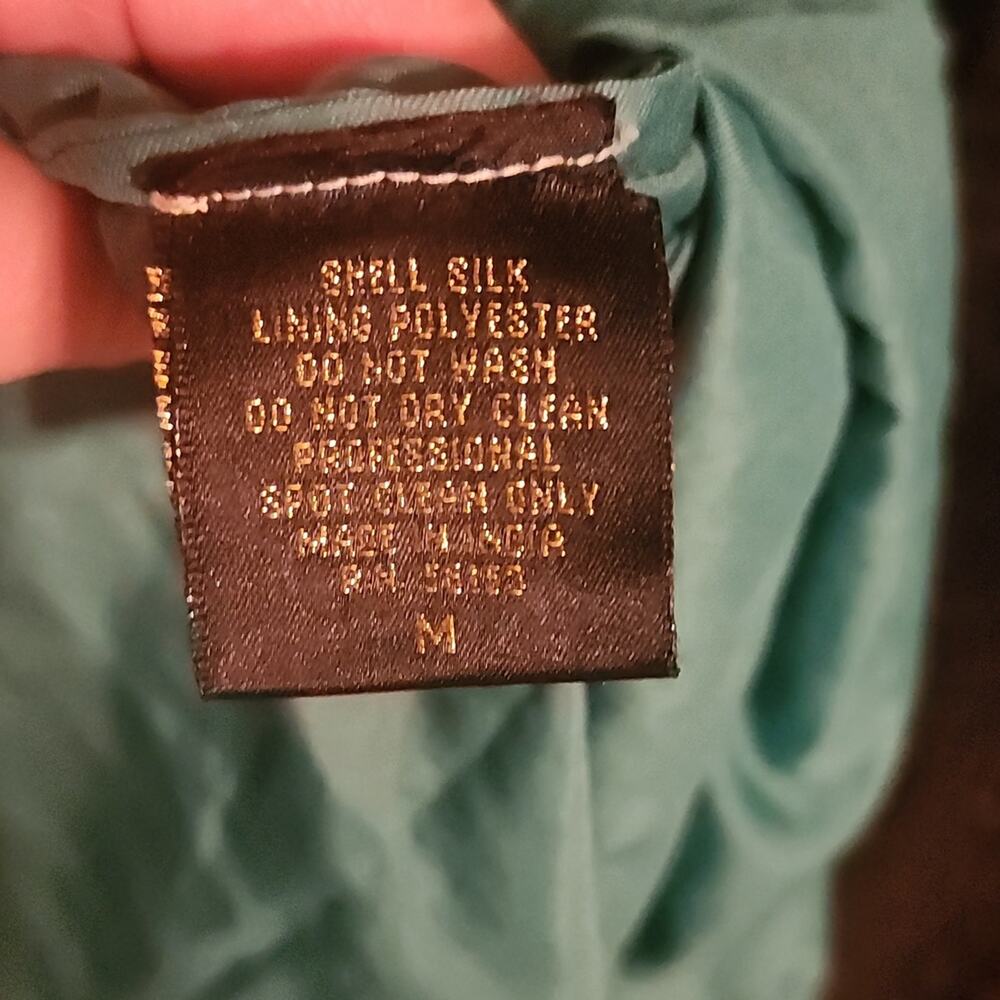 SHELL SILK
LINING POLYESTER
DO NOT WASH
DO NOT DRY CLEAN
PROFESSIONAL
SPOT CLEAN ONLY
MADE IN INDIA
M